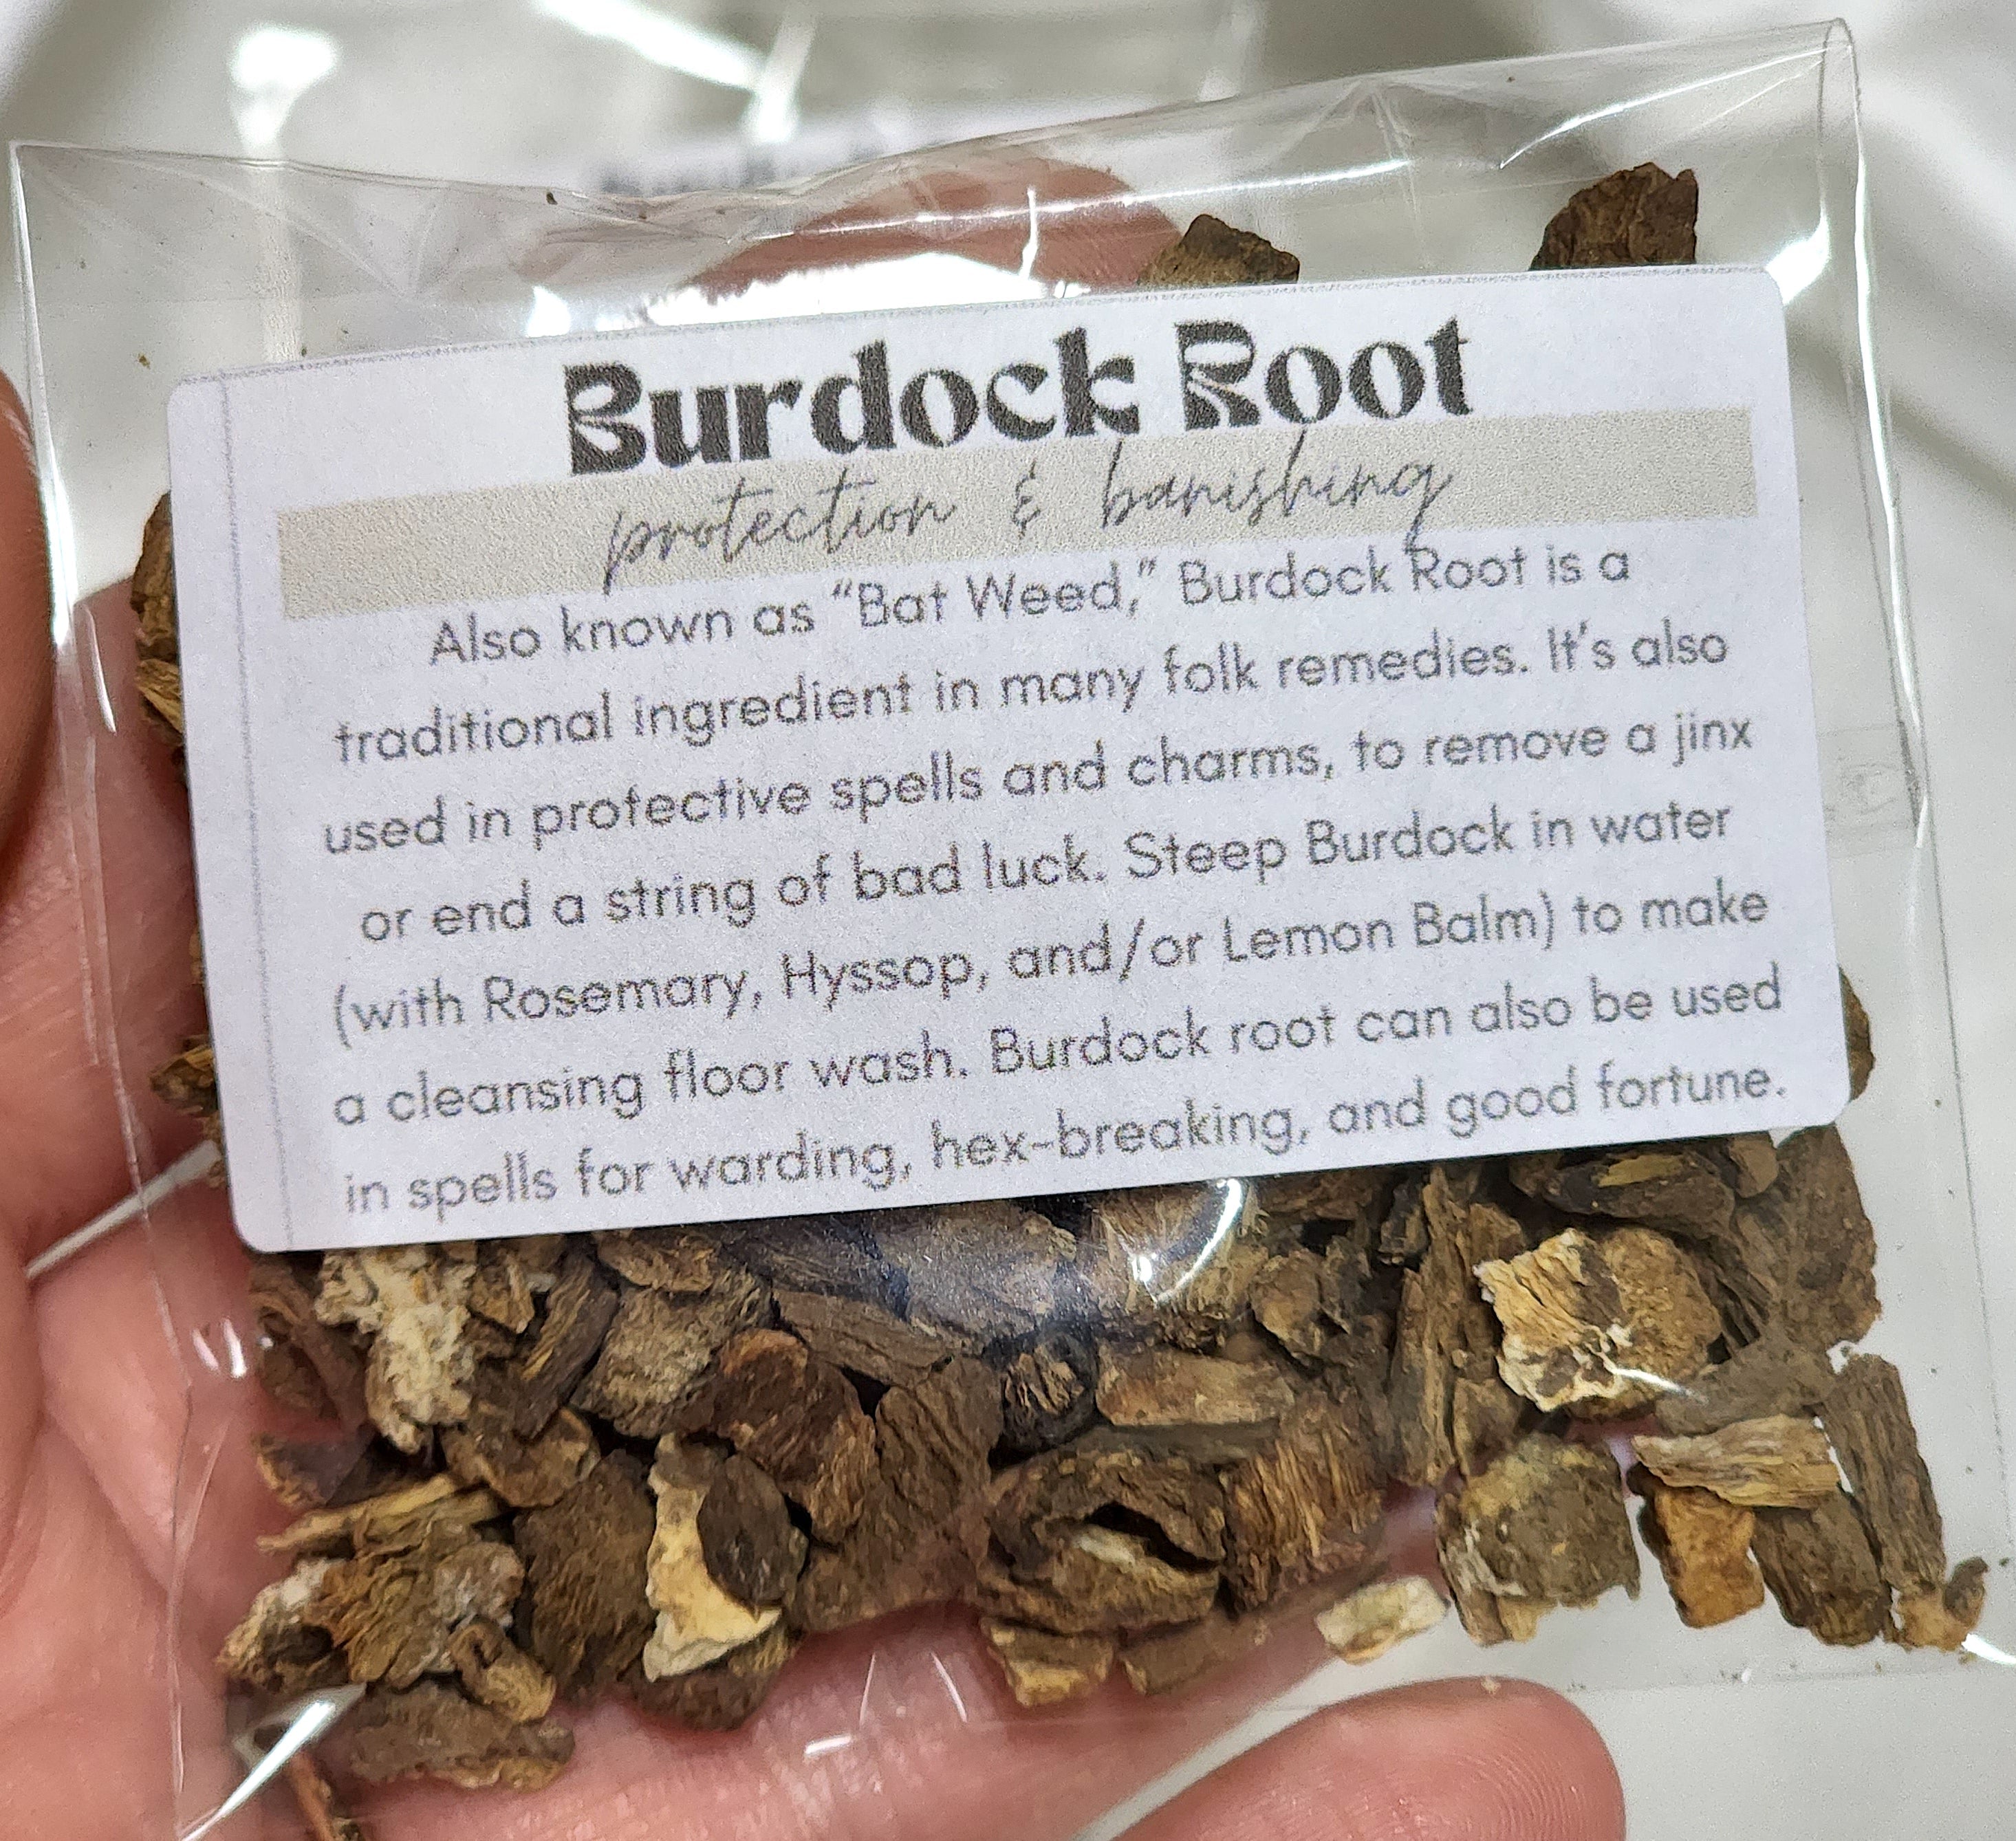 Burdock Root
protection & banishing
Also known as “Bat Weed,” Burdock Root is a
traditional ingredient in many folk remedies. It's also
used in protective spells and charms, to remove a jinx
or end a string of bad luck. Steep Burdock in water
(with Rosemary, Hyssop, and/or Lemon Balm) to make
a cleansing floor wash. Burdock root can also be used
in spells for warding, hex-breaking, and good fortune.